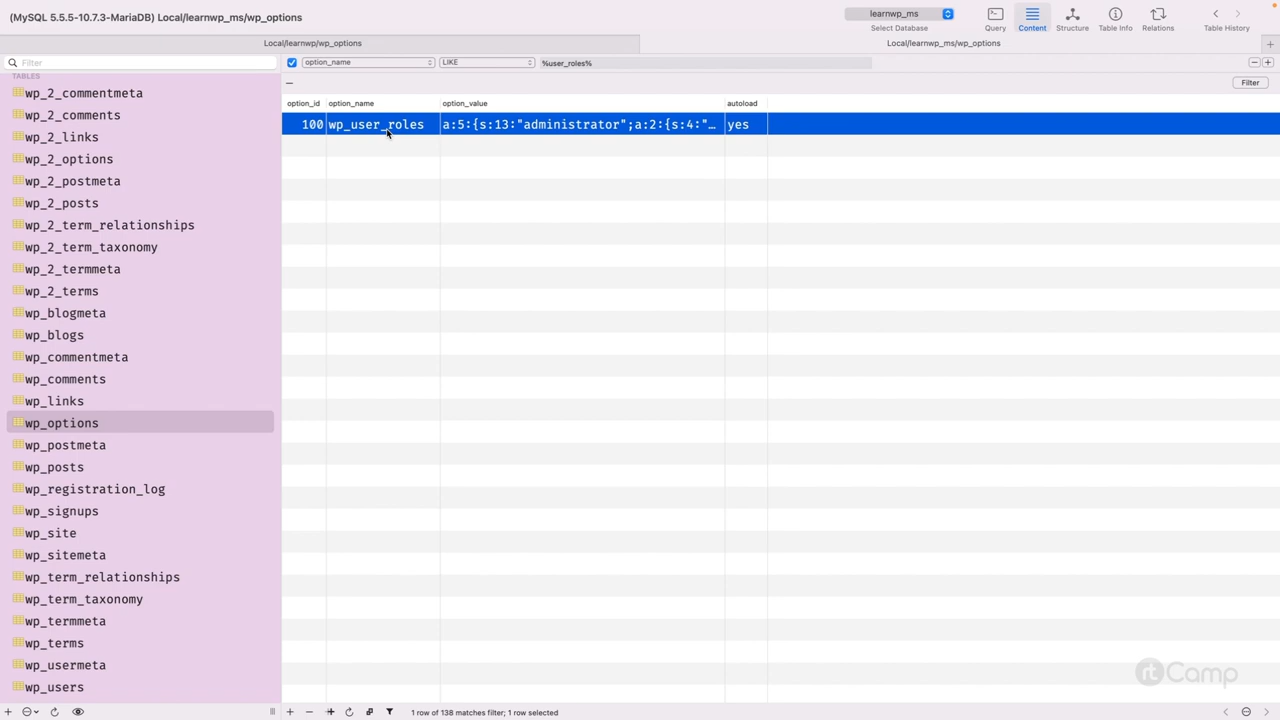 (MySQL 5.5.5-10.7.3-MariaDB) Local/learnwp_ms/wp_options
learnwp_ms
Select Database
Query
Content
Structure
Table Info
Relations
Table History
Local/learnwp/wp_options
Local/learnwp_ms/wp_options
Filter
option_name
LIKE
%user_roles%
TABLES
Filter
wp_2_commentmeta
wp_2_comments
wp_2_links
wp_2_options
wp_2_postmeta
wp_2_posts
wp_2_term_relationships
wp_2_term_taxonomy
wp_2_termmeta
wp_2_terms
wp_blogmeta
wp_blogs
wp_commentmeta
wp_comments
wp_links
wp_options
wp_postmeta
wp_posts
wp_registration_log
wp_signups
wp_site
wp_sitemeta
wp_term_relationships
wp_term_taxonomy
wp_termmeta
wp_terms
wp_usermeta
wp_users
option_id option_name option_value autoload
100 wp_user_roles a:5:{s:13:"administrator";a:2:{s:4:"… yes
rtCamp
1 row of 138 matches filter; 1 row selected